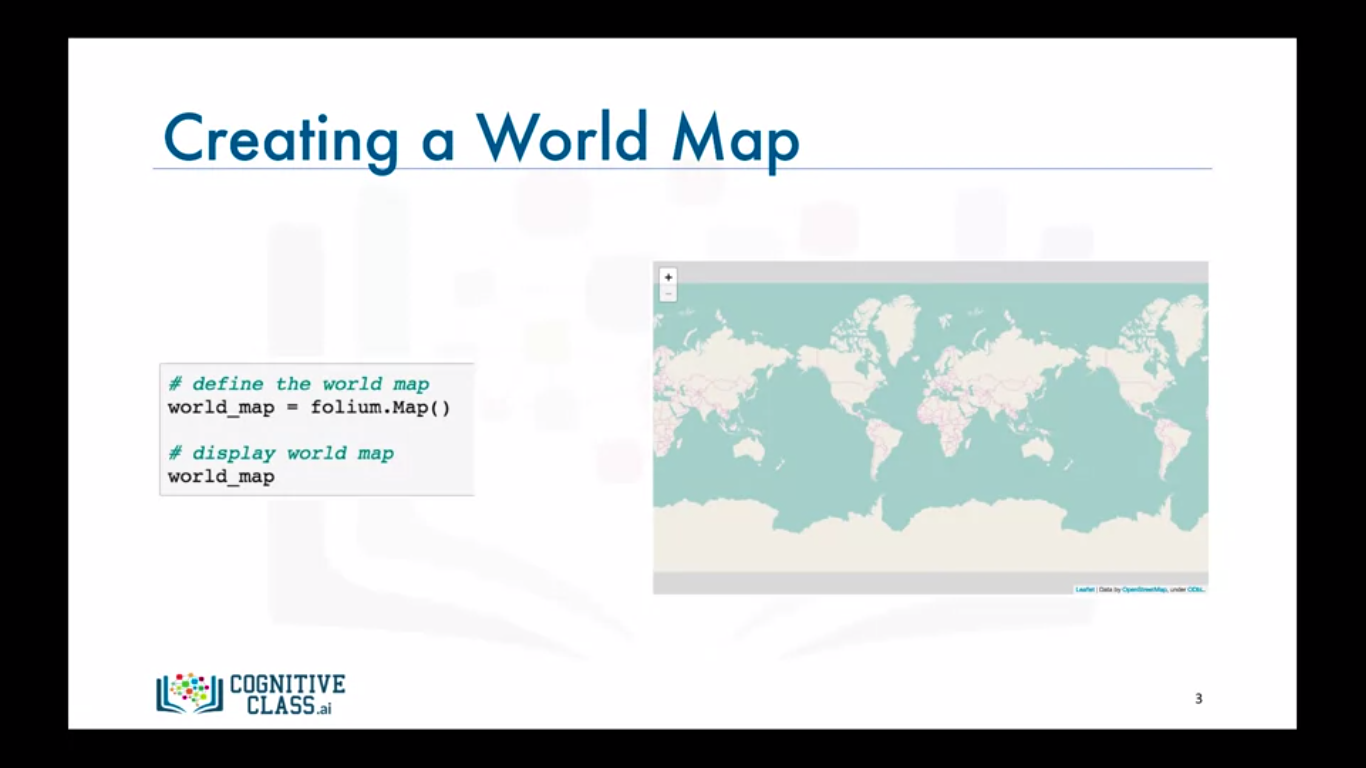 Creating a World Map
# define the world map
world_map = folium.Map()
# display world map
world_map
+
-
Leaflet | Data by OpenStreetMap, under ODbL.
COGNITIVE
CLASS.ai
3